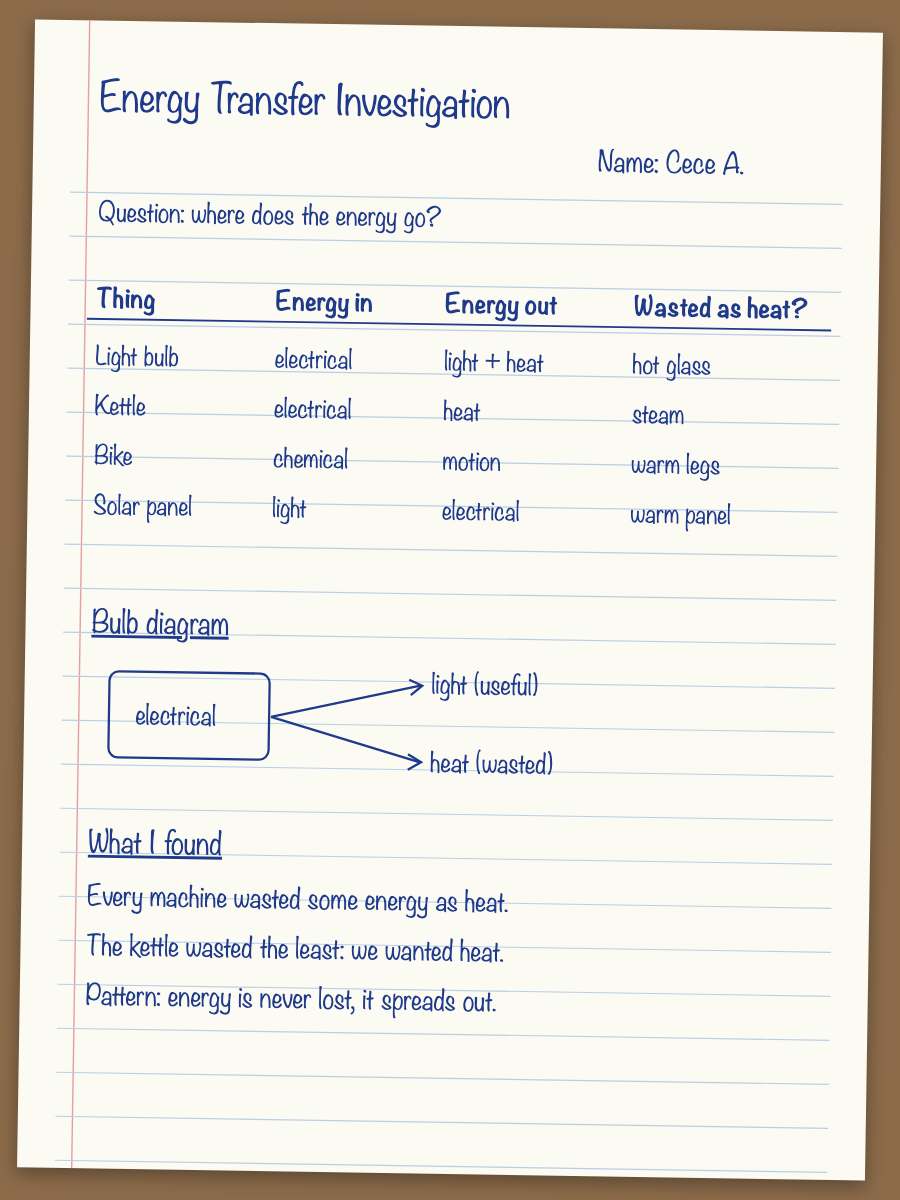 Energy Transfer Investigation
Name: Cece A.
Question: where does the energy go?
Thing Energy in Energy out Wasted as heat?
Light bulb electrical light + heat hot glass
Kettle electrical heat steam
Bike chemical motion warm legs
Solar panel light electrical warm panel
Bulb diagram
electrical
light (useful)
heat (wasted)
What I found
Every machine wasted some energy as heat.
The kettle wasted the least: we wanted heat.
Pattern: energy is never lost, it spreads out.